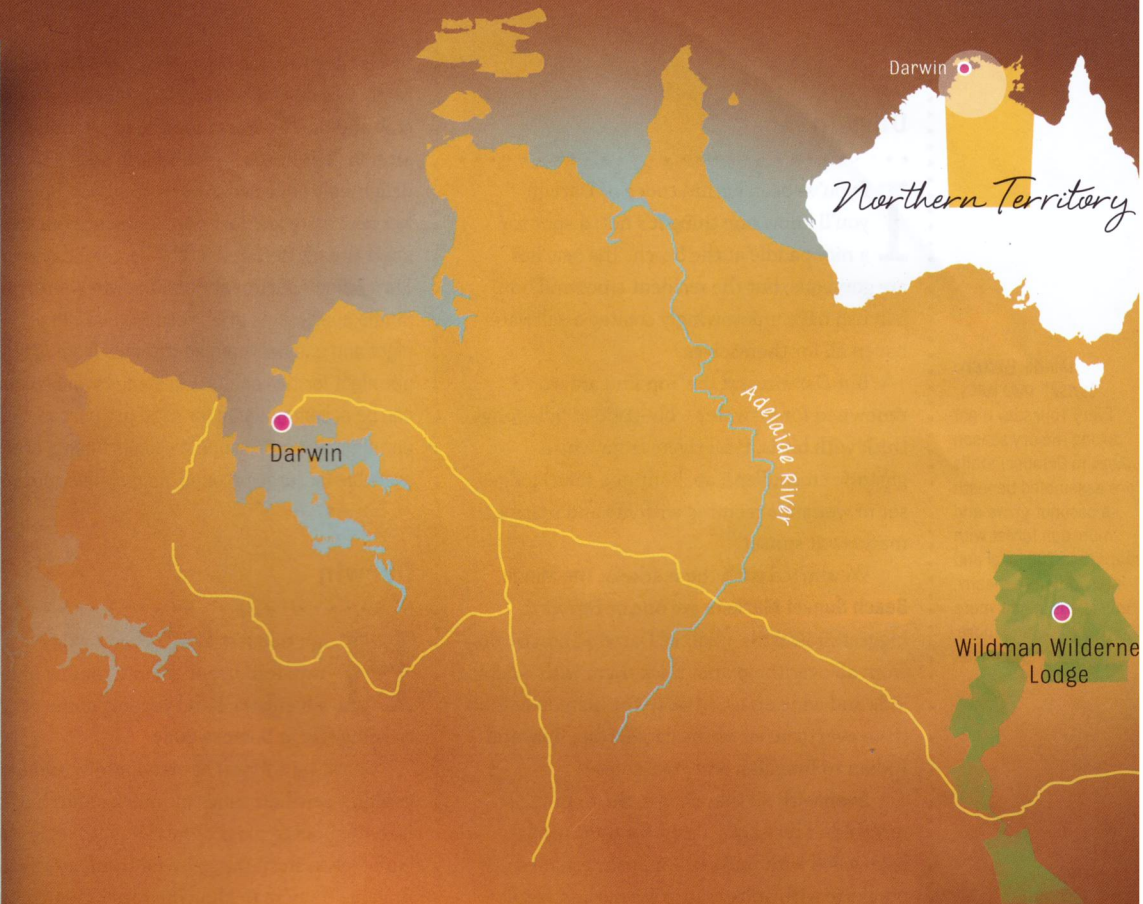 Darwin
Northern Territory
Adelaide River
Darwin
Wildman Wilderne
Lodge